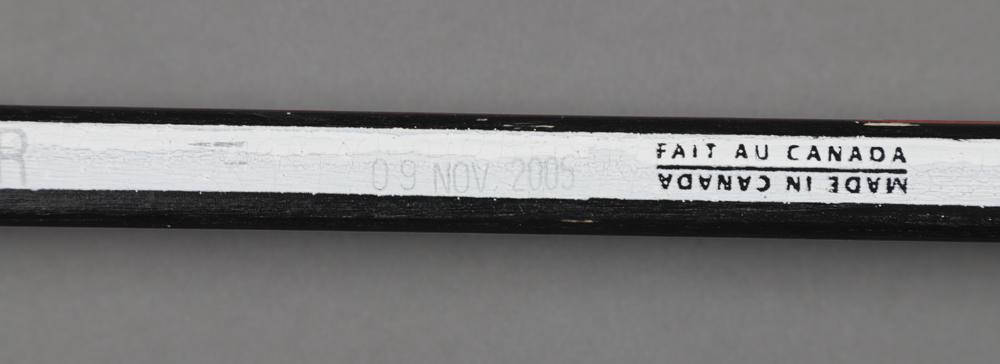 R
09 NOV 2005
FAIT AU CANADA
MADE IN CANADA